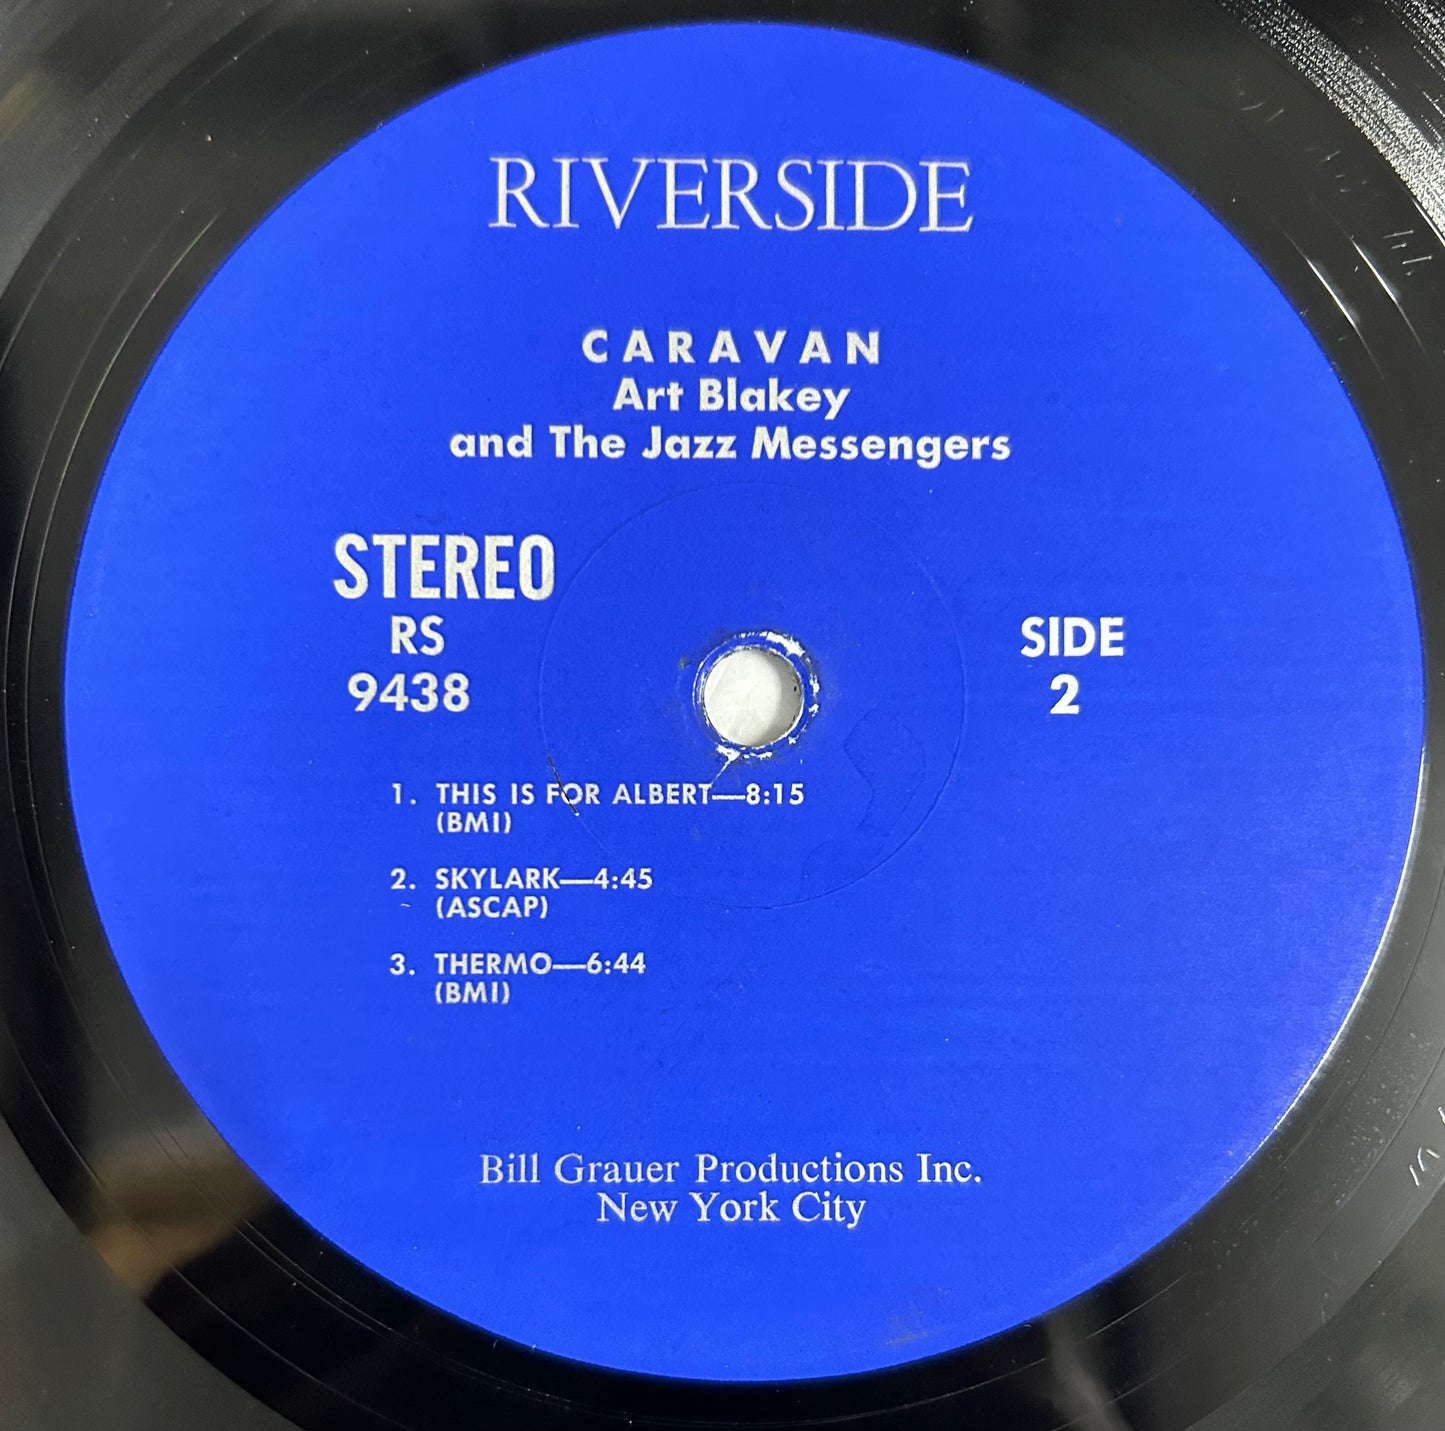 RIVERSIDE
CARAVAN
Art Blakey
and The Jazz Messengers
STEREO
RS
9438
SIDE
2
1. THIS IS FOR ALBERT—8:15
(BMI)
2. SKYLARK—4:45
(ASCAP)
3. THERMO—6:44
(BMI)
Bill Grauer Productions Inc.
New York City